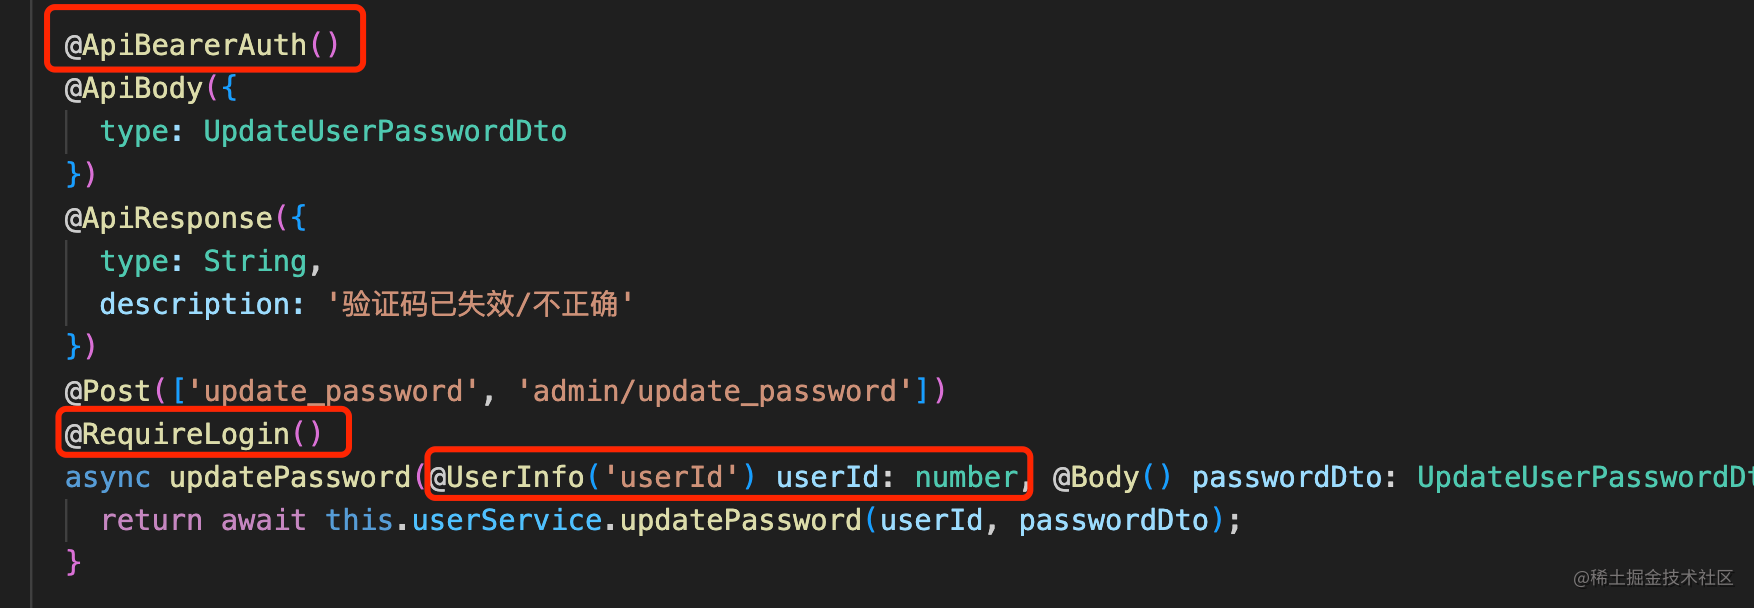 @ApiBearerAuth()
@ApiBody({
  type: UpdateUserPasswordDto
})
@ApiResponse({
  type: String,
  description: '验证码已失效/不正确'
})
@Post(['update_password', 'admin/update_password'])
@RequireLogin()
async updatePassword(@UserInfo('userId') userId: number, @Body() passwordDto: UpdateUserPasswordDt
  return await this.userService.updatePassword(userId, passwordDto);
}
@稀土掘金技术社区